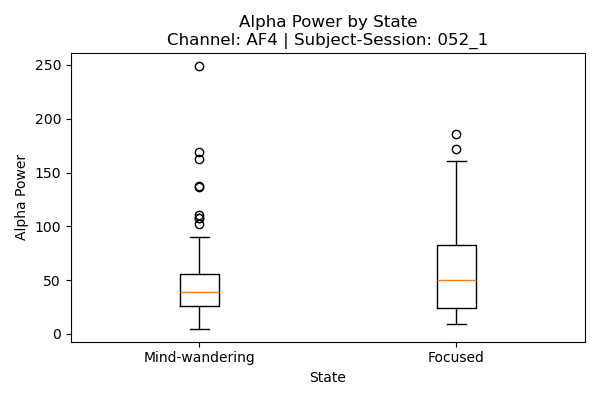 Alpha Power by State
Channel: AF4 | Subject-Session: 052_1
250
200
150
100
50
0
Alpha Power
Mind-wandering
Focused
State